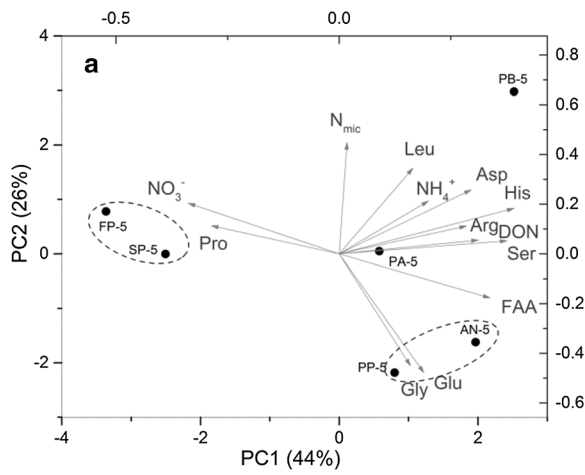 -0.5 0.0 0.5
4
a
PB-5
0.8
0.6
N mic
2
Leu
0.4
NH4+
Asp
His
NO3-
0.2
PC2 (26%)
FP-5
Pro
Arg
DON
SP-5
0
PA-5
Ser
0.0
FAA
-0.2
AN-5
-2
PP-5
-0.4
Gly
Glu
-0.6
-4 -2 0 2
PC1 (44%)